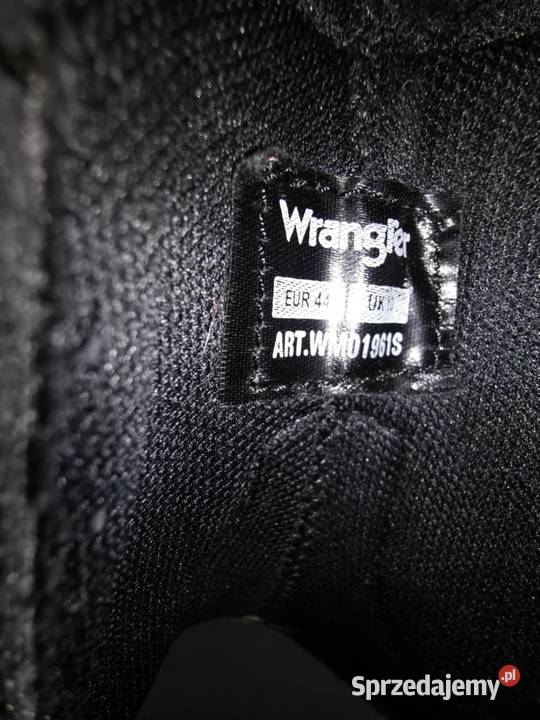 Wrangler
EUR 44 UK
ART.WM01961S
Sprzedajemy.pl